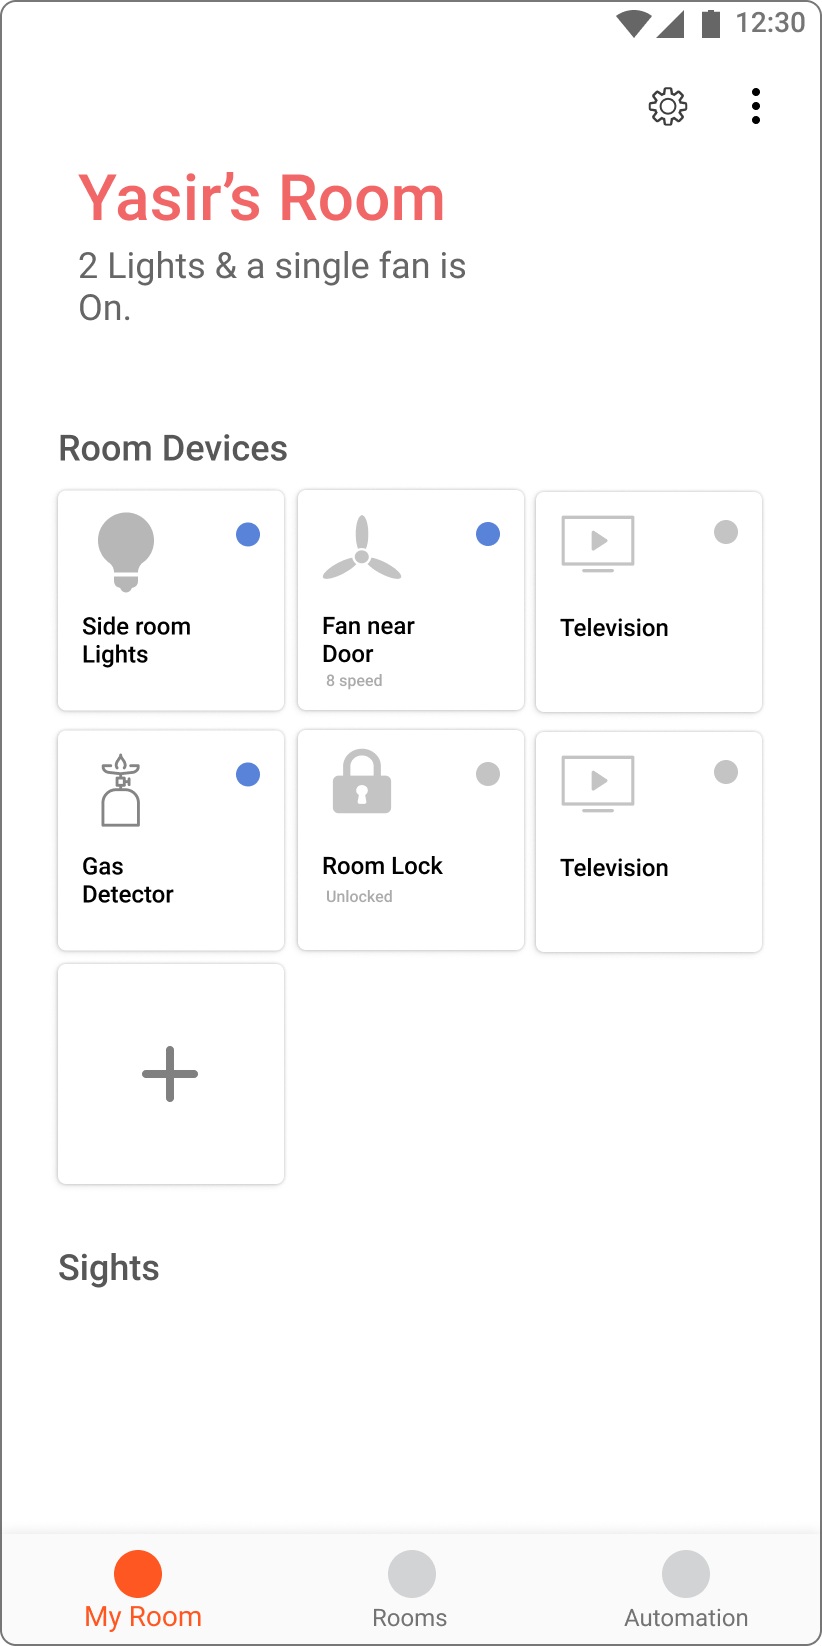 12:30
Yasir’s Room
2 Lights & a single fan is
On.
Room Devices
Side room
Lights
Fan near
Door
8 speed
Television
Gas
Detector
Room Lock
Unlocked
Television
Sights
My Room
Rooms
Automation